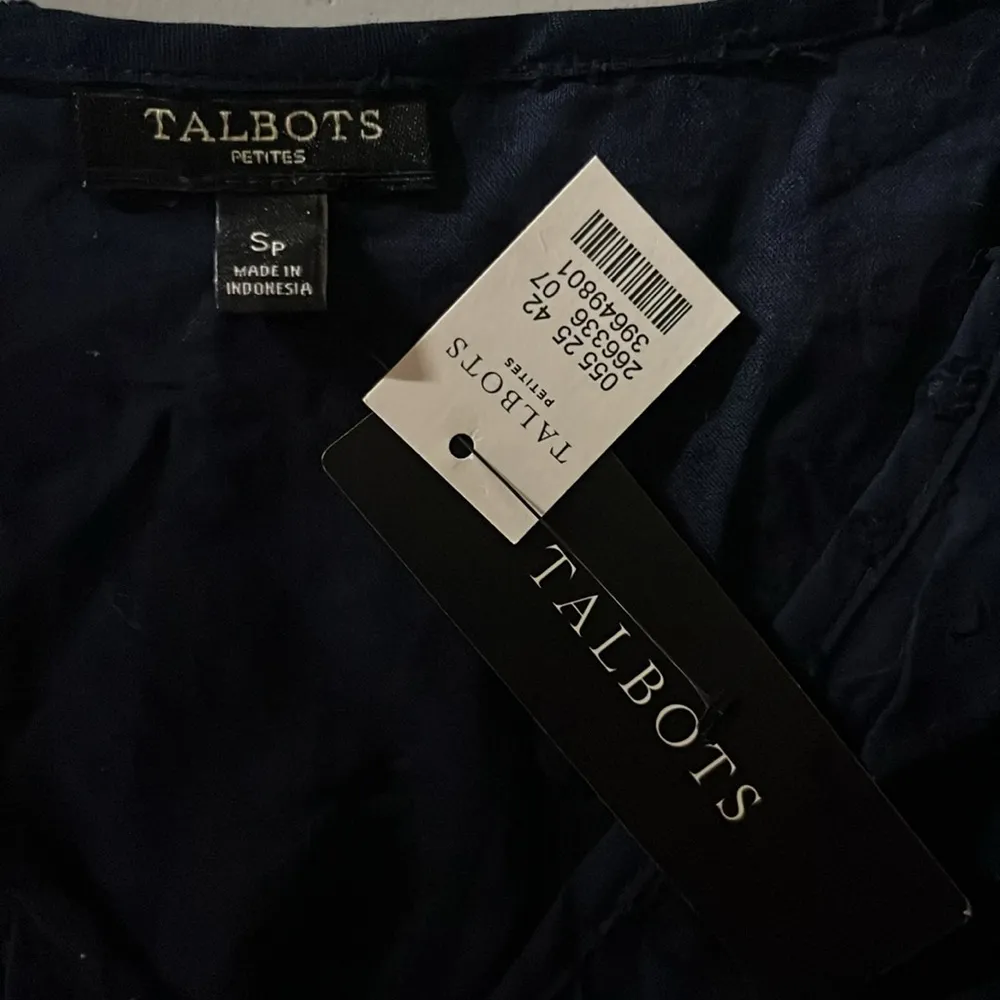 TALBOTS
PETITES
SP
MADE IN
INDONESIA
TALBOTS
PETITES
055 25 42
266336 07
39649801
TALBOTS